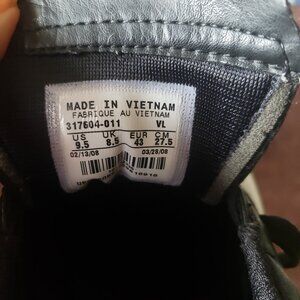 MADE IN VIETNAM
FABRIQUE AU VIETNAM
317604-011 VL
US UK EUR CM
9.5 8.5 43 27.5
02/13/08 03/28/08